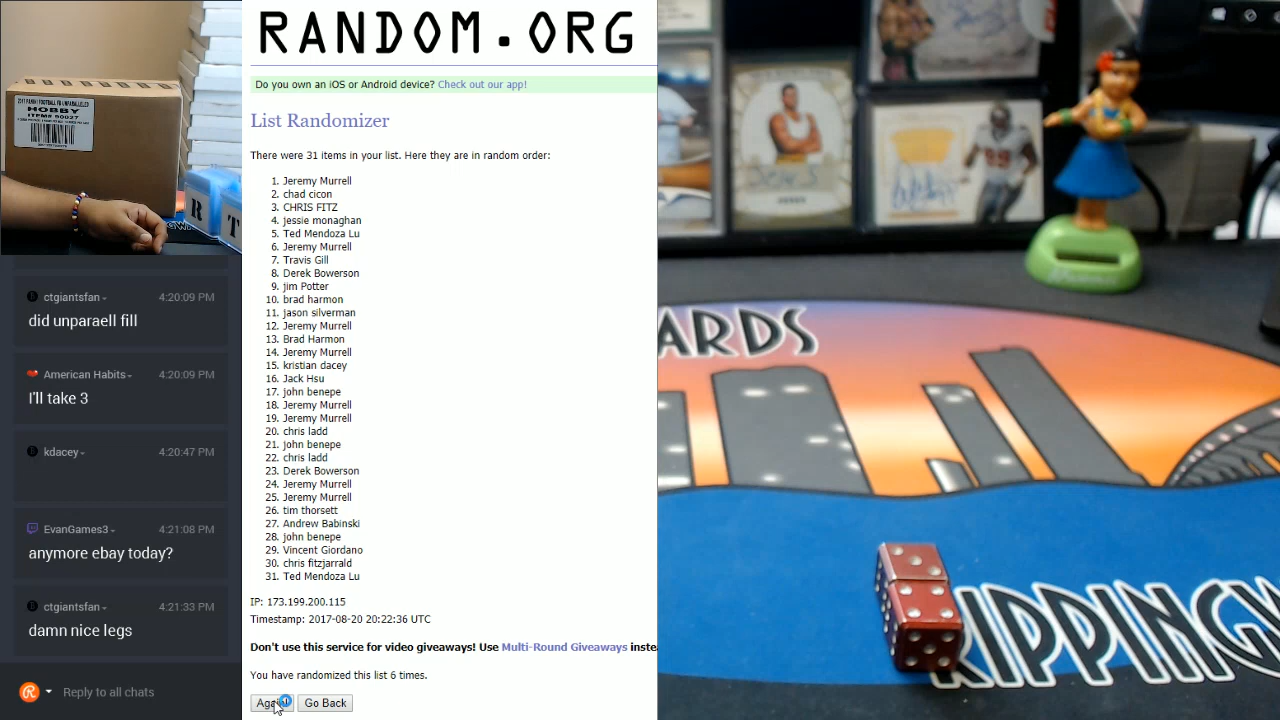 2017 PANINI FOOTBALL FB UNPARALLELED
HOBBY
ITEM# 60027
R
T
ctgiantsfan
4:20:09 PM
did unparaell fill
American Habits
4:20:09 PM
I'll take 3
kdacey
4:20:47 PM
EvanGames3
4:21:08 PM
anymore ebay today?
ctgiantsfan
4:21:33 PM
damn nice legs
Reply to all chats
RANDOM.ORG
Do you own an iOS or Android device? Check out our app!
List Randomizer
There were 31 items in your list. Here they are in random order:
1. Jeremy Murrell
2. chad cicon
3. CHRIS FITZ
4. jessie monaghan
5. Ted Mendoza Lu
6. Jeremy Murrell
7. Travis Gill
8. Derek Bowerson
9. jim Potter
10. brad harmon
11. jason silverman
12. Jeremy Murrell
13. Brad Harmon
14. Jeremy Murrell
15. kristian dacey
16. Jack Hsu
17. john benepe
18. Jeremy Murrell
19. Jeremy Murrell
20. chris ladd
21. john benepe
22. chris ladd
23. Derek Bowerson
24. Jeremy Murrell
25. Jeremy Murrell
26. tim thorsett
27. Andrew Babinski
28. john benepe
29. Vincent Giordano
30. chris fitzjarrald
31. Ted Mendoza Lu
IP: 173.199.200.115
Timestamp: 2017-08-20 20:22:36 UTC
Don't use this service for video giveaways! Use Multi-Round Giveaways inste
You have randomized this list 6 times.
Go Back
ARDS
RIPPINGW